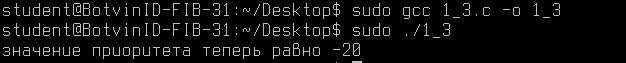 student@BotvinID-FIB-31:~/Desktop$ sudo gcc 1_3.c -o 1_3
student@BotvinID-FIB-31:~/Desktop$ sudo ./1_3
значение приоритета теперь равно -20